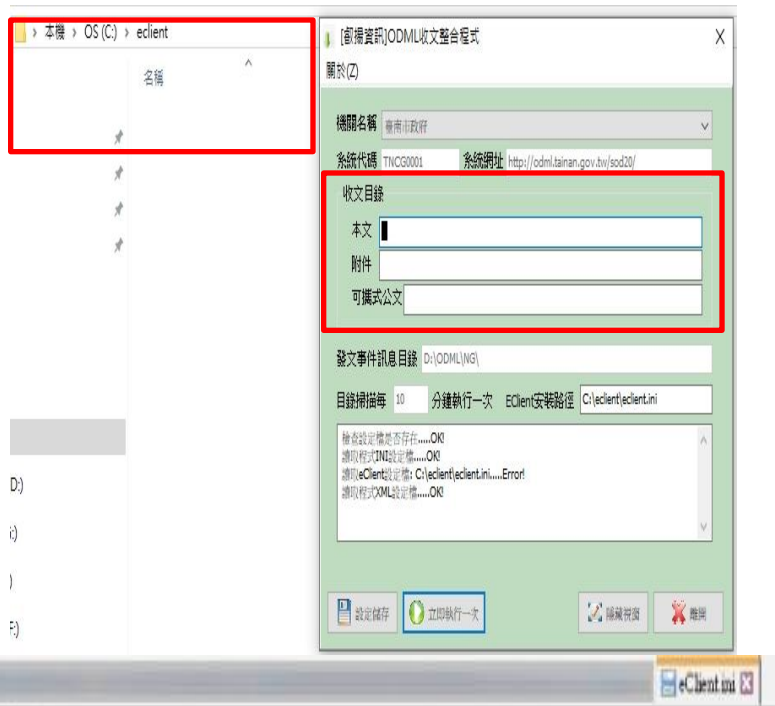 本機 › OS (C:) › eclient
名稱
D:)
:)
)
F:)
[叡揚資訊]ODML收文整合程式
關於(Z)
機關名稱 臺南市政府
系統代碼 TNCG0001 系統網址 http://odml.tainan.gov.tw/sod20/
收文目錄
本文
附件
可攜式公文
發文事件訊息目錄 D:\ODML\NG\
目錄掃描每 10 分鐘執行一次 EClient安裝路徑 C:\eclient\eclient.ini
檢查設定檔是否存在.....OK!
讀取程式INI設定檔.....OK!
讀取eClient設定檔: C:\eclient\eclient.ini.....Error!
讀取程式XML設定檔.....OK!
設定儲存 立即執行一次 隱藏視窗 離開
eClient.ini